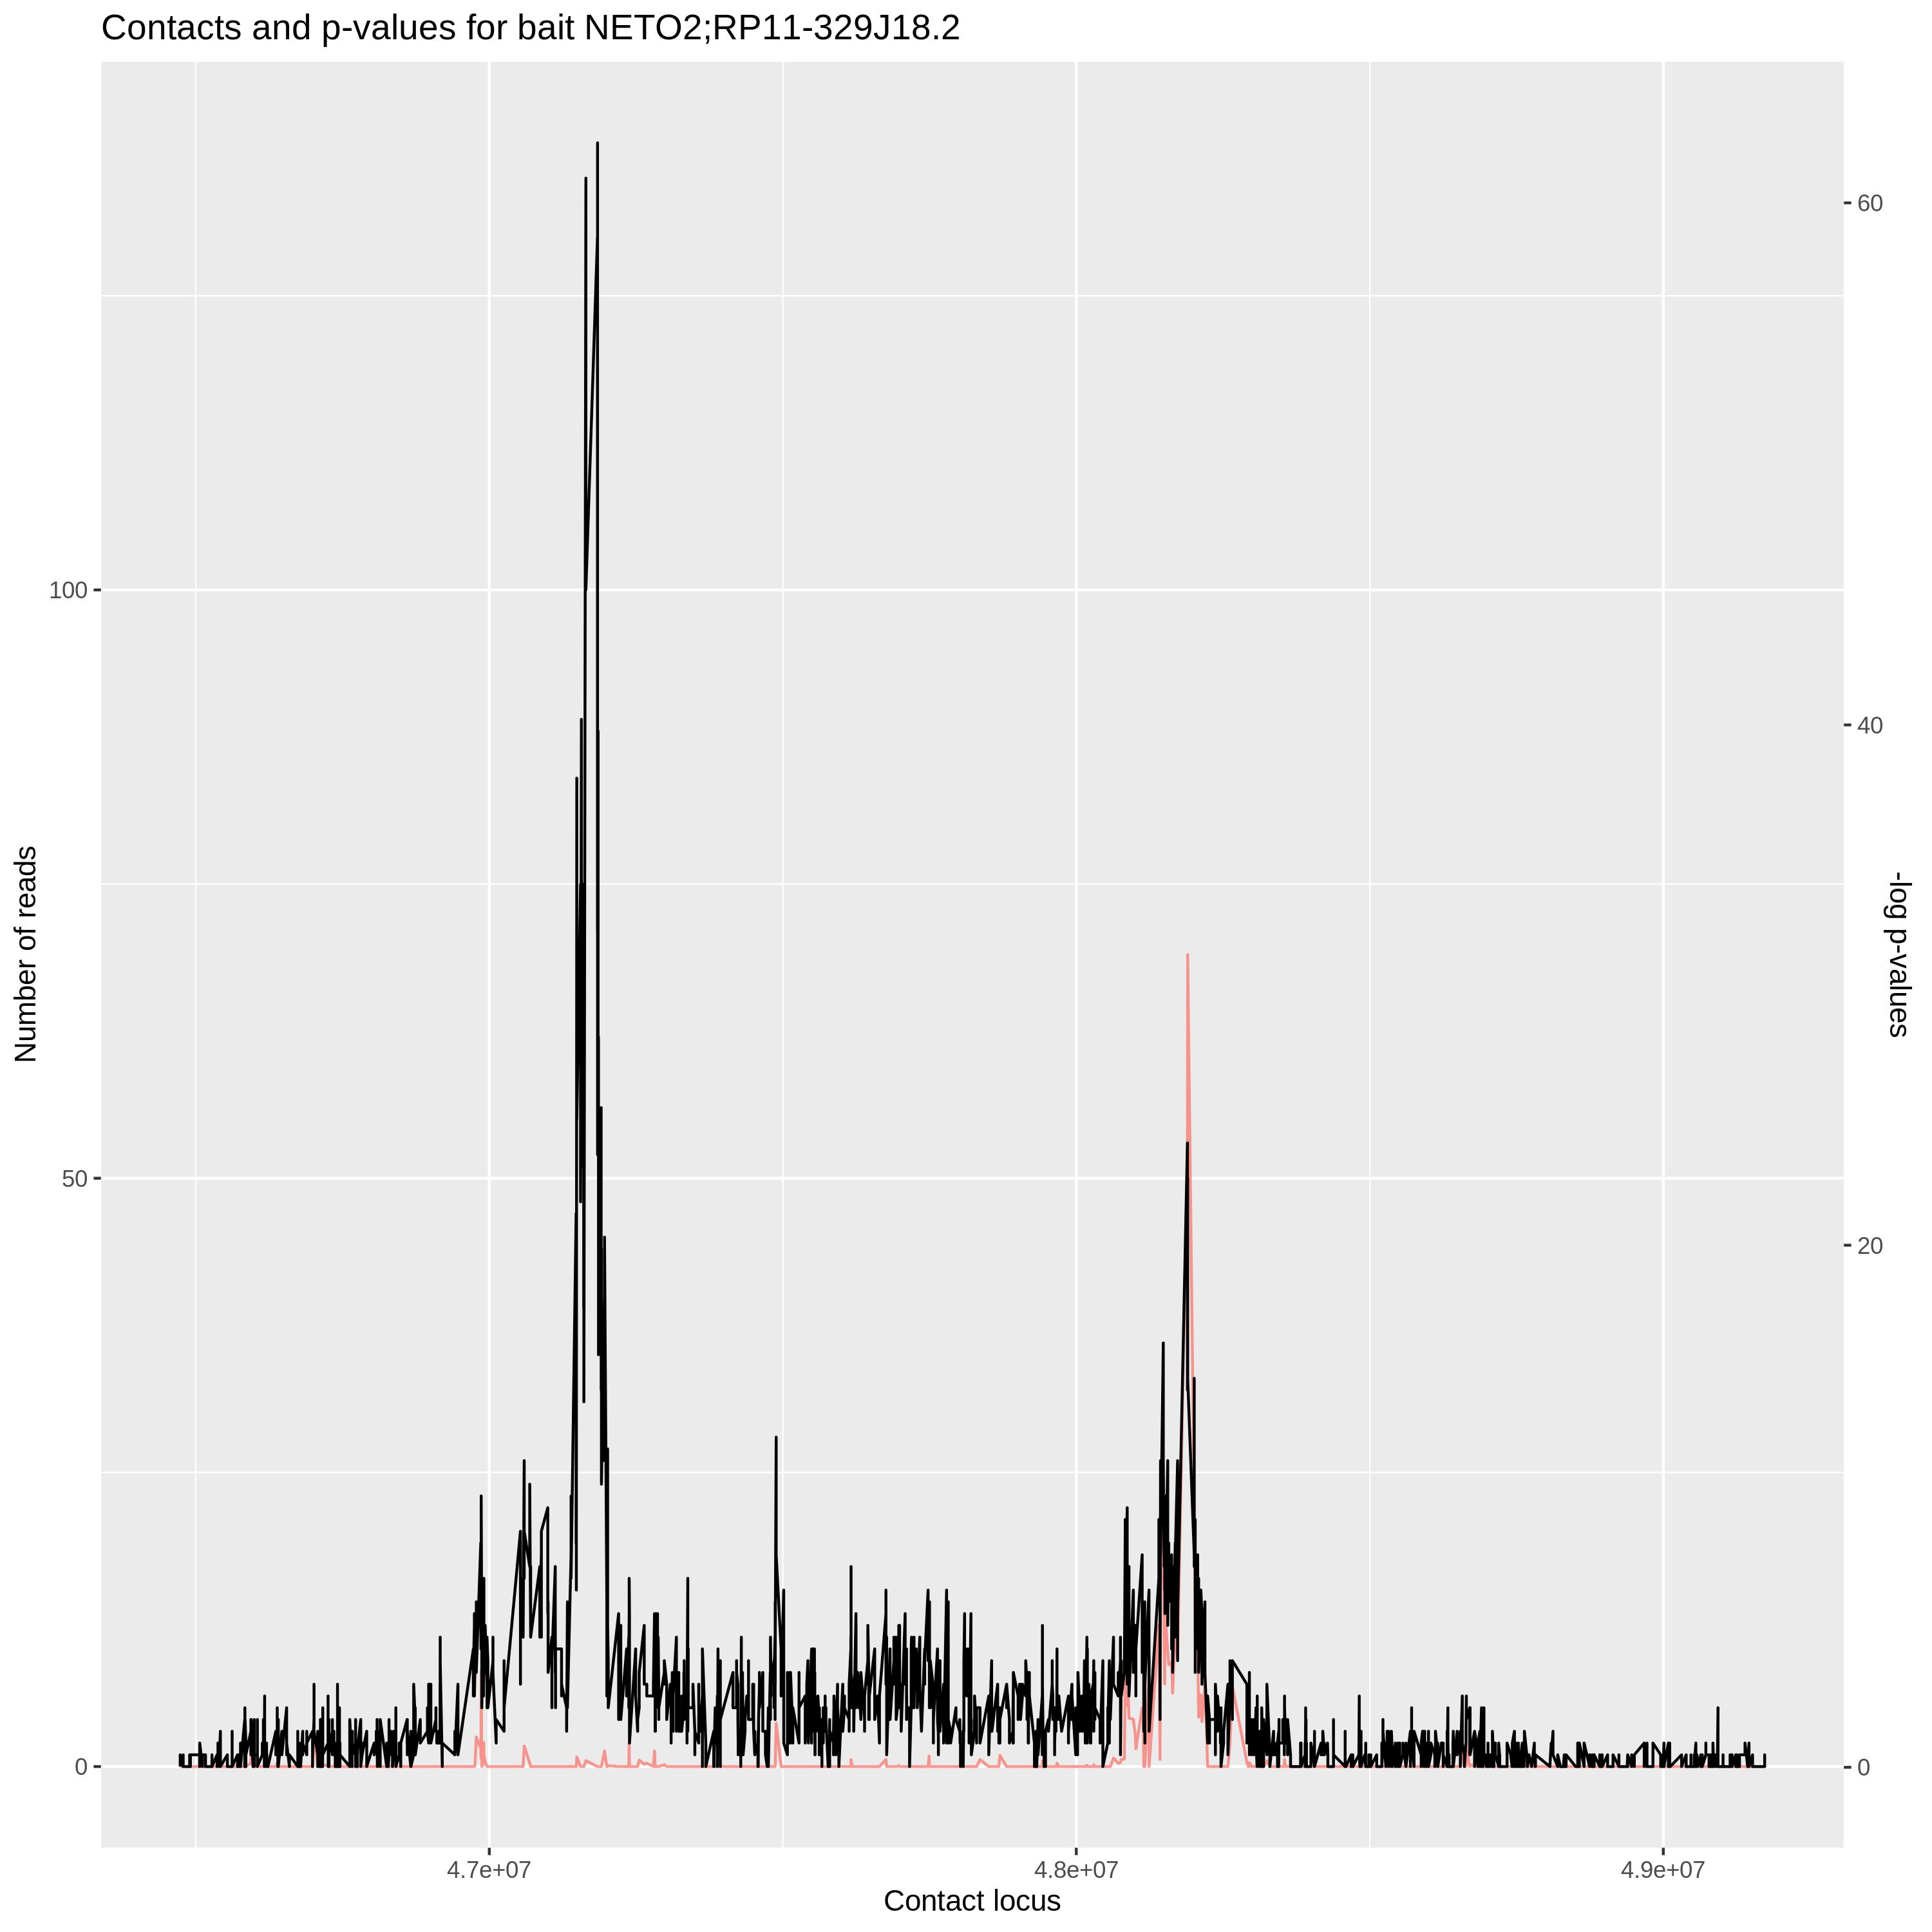 Contacts and p-values for bait NETO2;RP11-329J18.2
Number of reads
100
50
0
60
40
20
0
-log p-values
4.7e+07
4.8e+07
4.9e+07
Contact locus